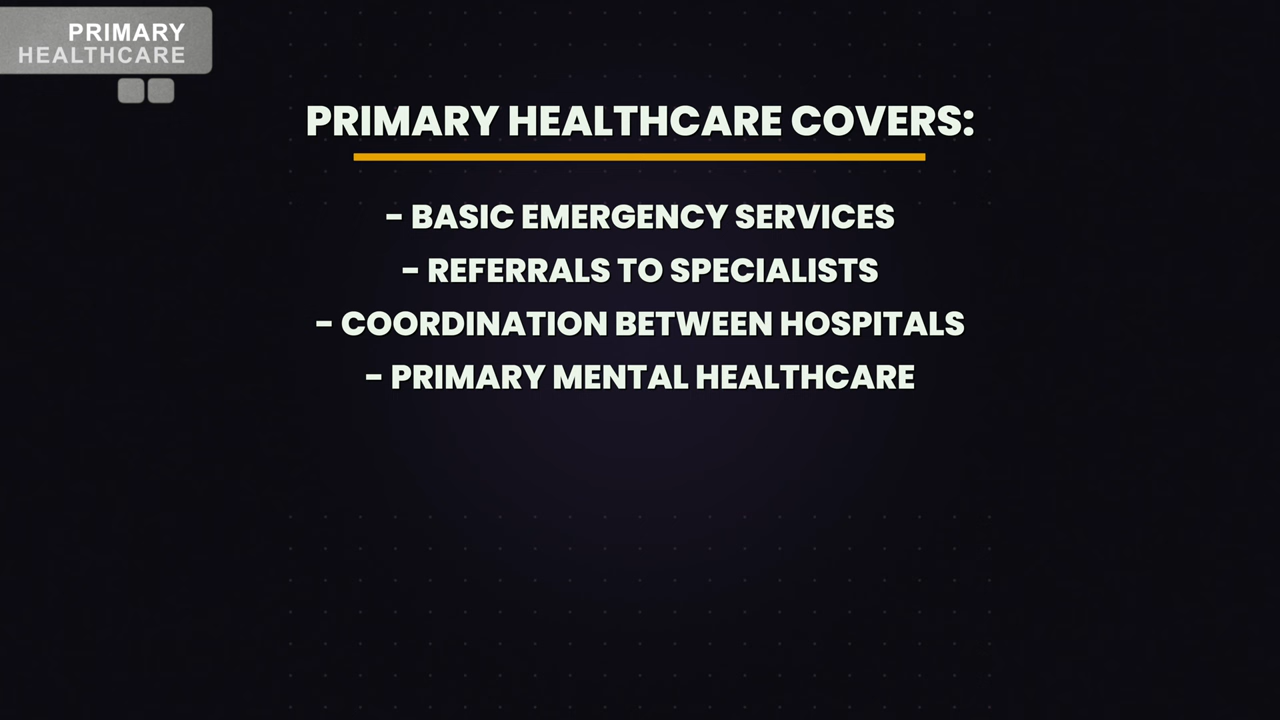 PRIMARY
HEALTHCARE
PRIMARY HEALTHCARE COVERS:
- BASIC EMERGENCY SERVICES
- REFERRALS TO SPECIALISTS
- COORDINATION BETWEEN HOSPITALS
- PRIMARY MENTAL HEALTHCARE